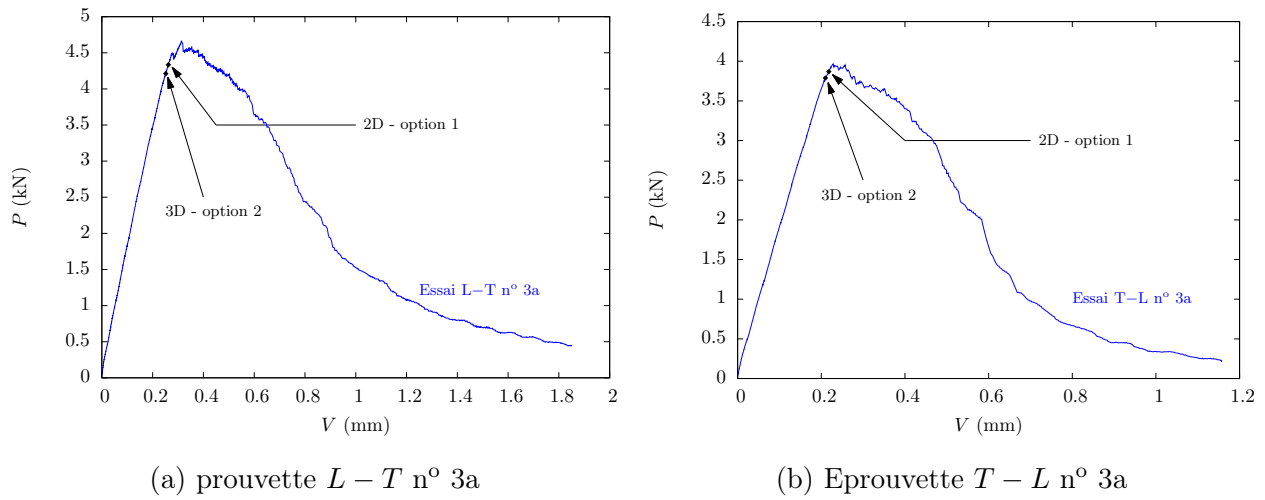 5
4.5
4
3.5
3
2.5
2
1.5
1
0.5
0
P (kN)
0 0.2 0.4 0.6 0.8 1 1.2 1.4 1.6 1.8 2
V (mm)
2D - option 1
3D - option 2
Essai L−T nº 3a
(a) prouvette L − T nº 3a
4.5
4
3.5
3
2.5
2
1.5
1
0.5
0
P (kN)
0 0.2 0.4 0.6 0.8 1 1.2
V (mm)
2D - option 1
3D - option 2
Essai T−L nº 3a
(b) Eprouvette T − L nº 3a